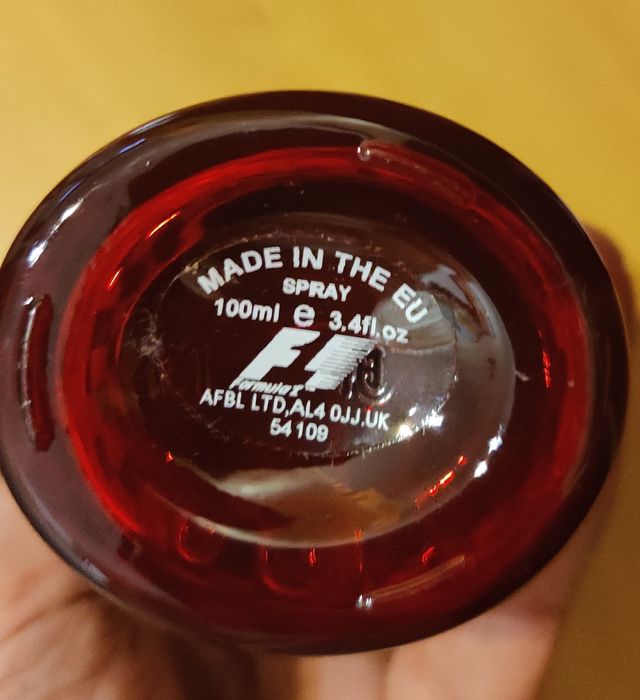 MADE IN THE EU
SPRAY
100ml e 3.4fl.oz
F1
Formula 1
AFBL LTD,AL4 0JJ.UK
54109